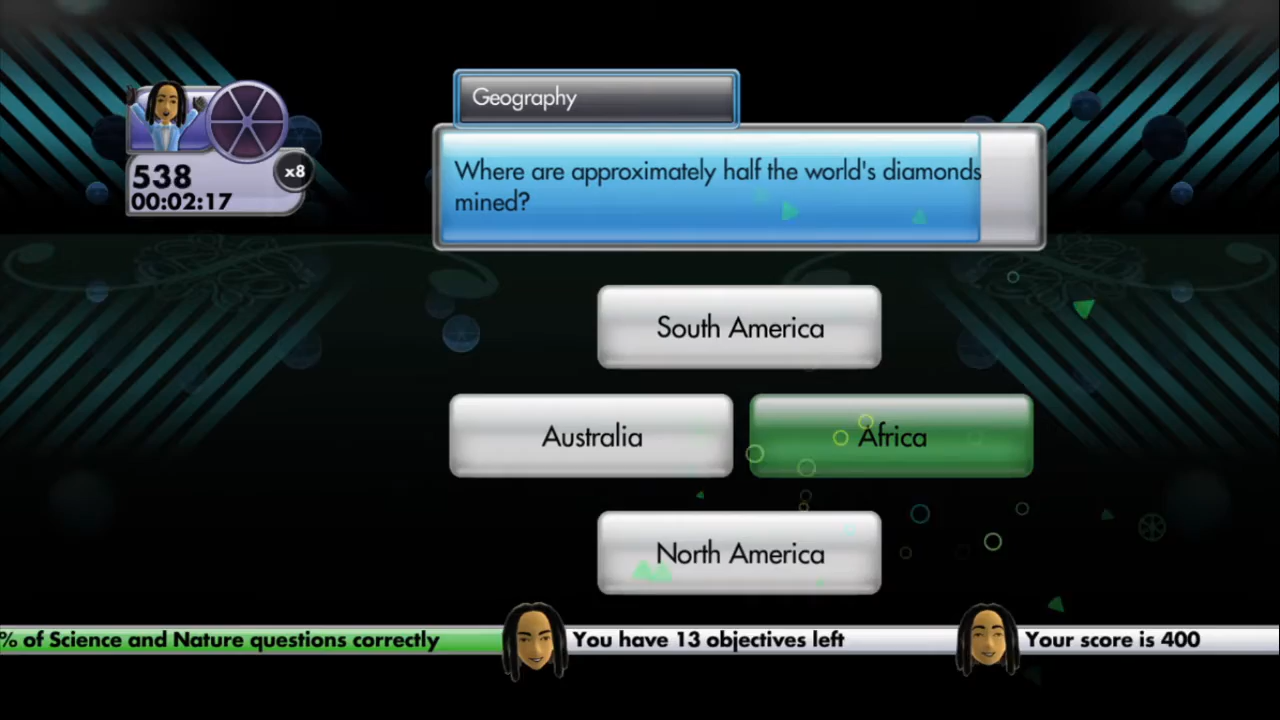 Geography
Where are approximately half the world's diamonds
mined?
538
x8
00:02:17
South America
Australia
Africa
North America
% of Science and Nature questions correctly
You have 13 objectives left
Your score is 400